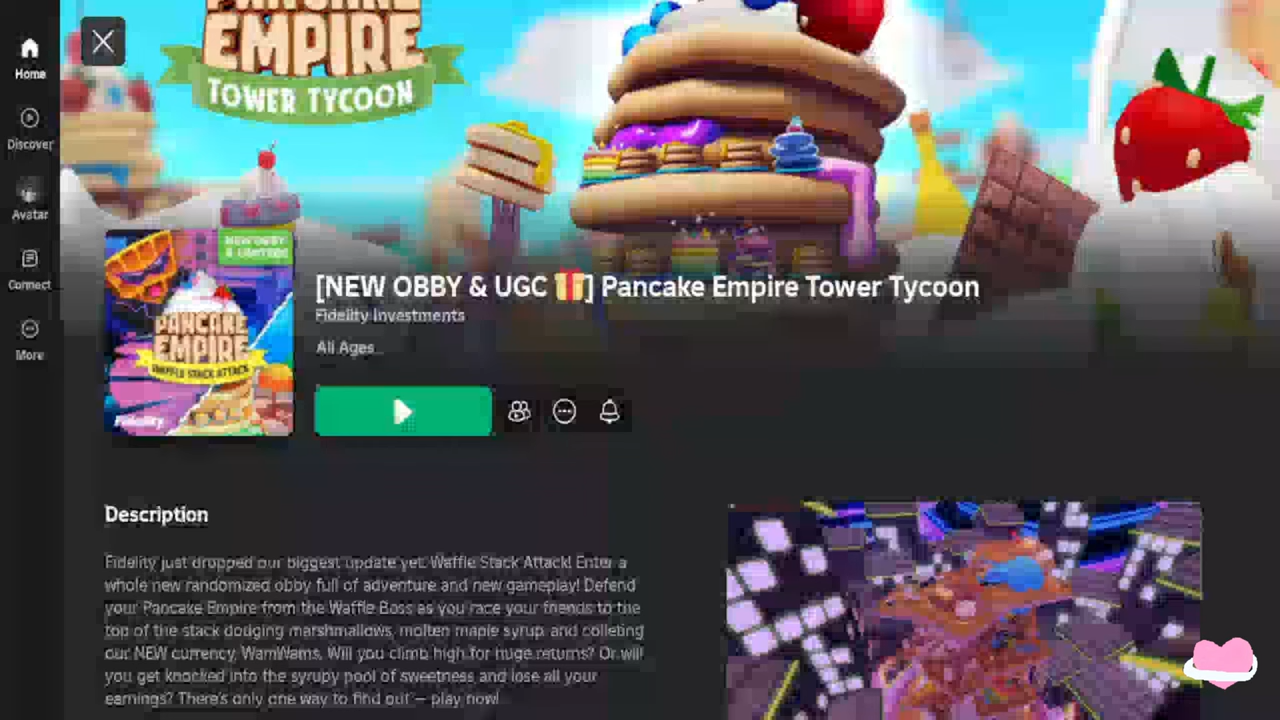 PANCAKE
EMPIRE
TOWER TYCOON
Home
Discover
Avatar
Connect
More
NEW OBBY
& LIMITEDS
PANCAKE
EMPIRE
WAFFLE STACK ATTACK
Fidelity
[NEW OBBY & UGC 🎁] Pancake Empire Tower Tycoon
Fidelity Investments
All Ages
Description
Fidelity just dropped our biggest update yet: Waffle Stack Attack! Enter a
whole new randomized obby full of adventure and new gameplay! Defend
your Pancake Empire from the Waffle Boss as you race your friends to the
top of the stack dodging marshmallows, molten maple syrup, and colleting
our NEW currency, WamWams. Will you climb high for huge returns? Or will
you get knocked into the syrupy pool of sweetness and lose all your
earnings? There's only one way to find out — play now!